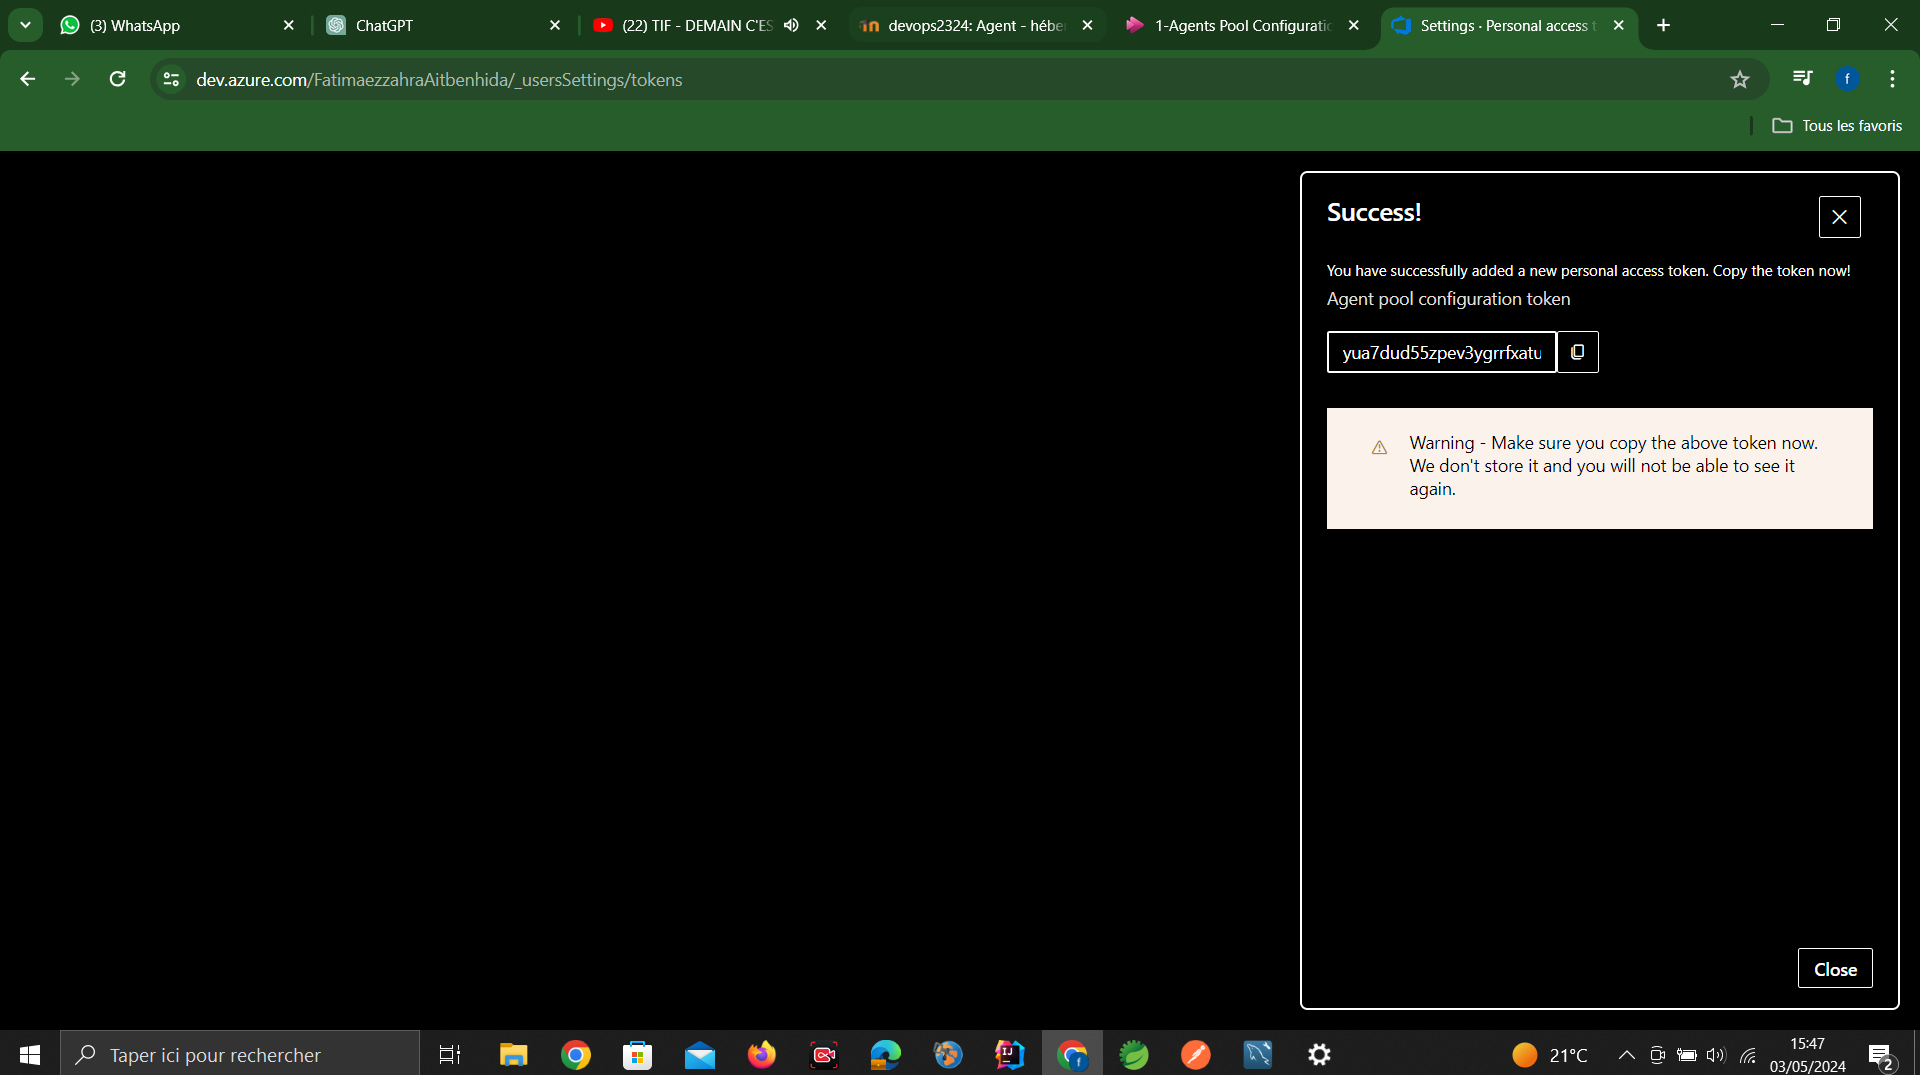 (3) WhatsApp
ChatGPT
(22) TIF - DEMAIN C'ES
devops2324: Agent - hébe
1-Agents Pool Configuratic
Settings · Personal access t
dev.azure.com/FatimaezzahraAitbenhida/_usersSettings/tokens
f
Tous les favoris
Success!
You have successfully added a new personal access token. Copy the token now!
Agent pool configuration token
yua7dud55zpev3ygrrfxatu
Warning - Make sure you copy the above token now.
We don't store it and you will not be able to see it
again.
Close
Taper ici pour rechercher
21°C
15:47
03/05/2024
2